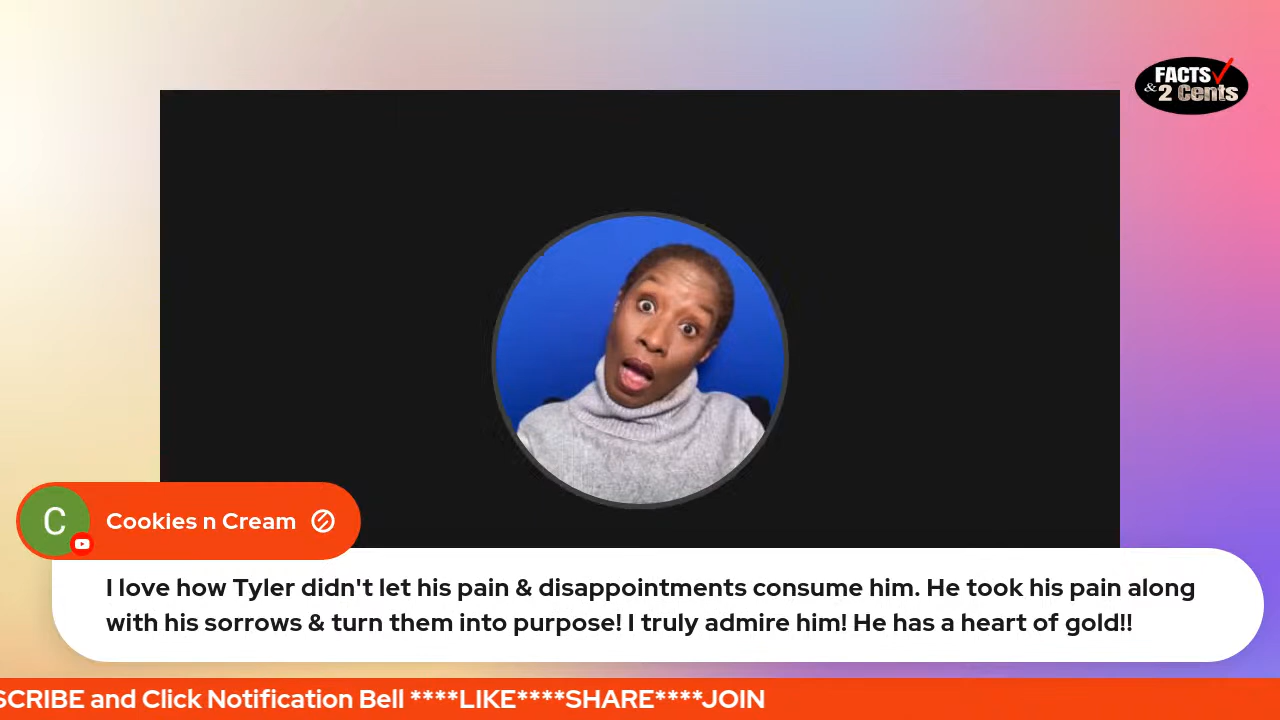 FACTS
& 2 Cents
C
Cookies n Cream
I love how Tyler didn't let his pain & disappointments consume him. He took his pain along
with his sorrows & turn them into purpose! I truly admire him! He has a heart of gold!!
SCRIBE and Click Notification Bell ****LIKE****SHARE****JOIN